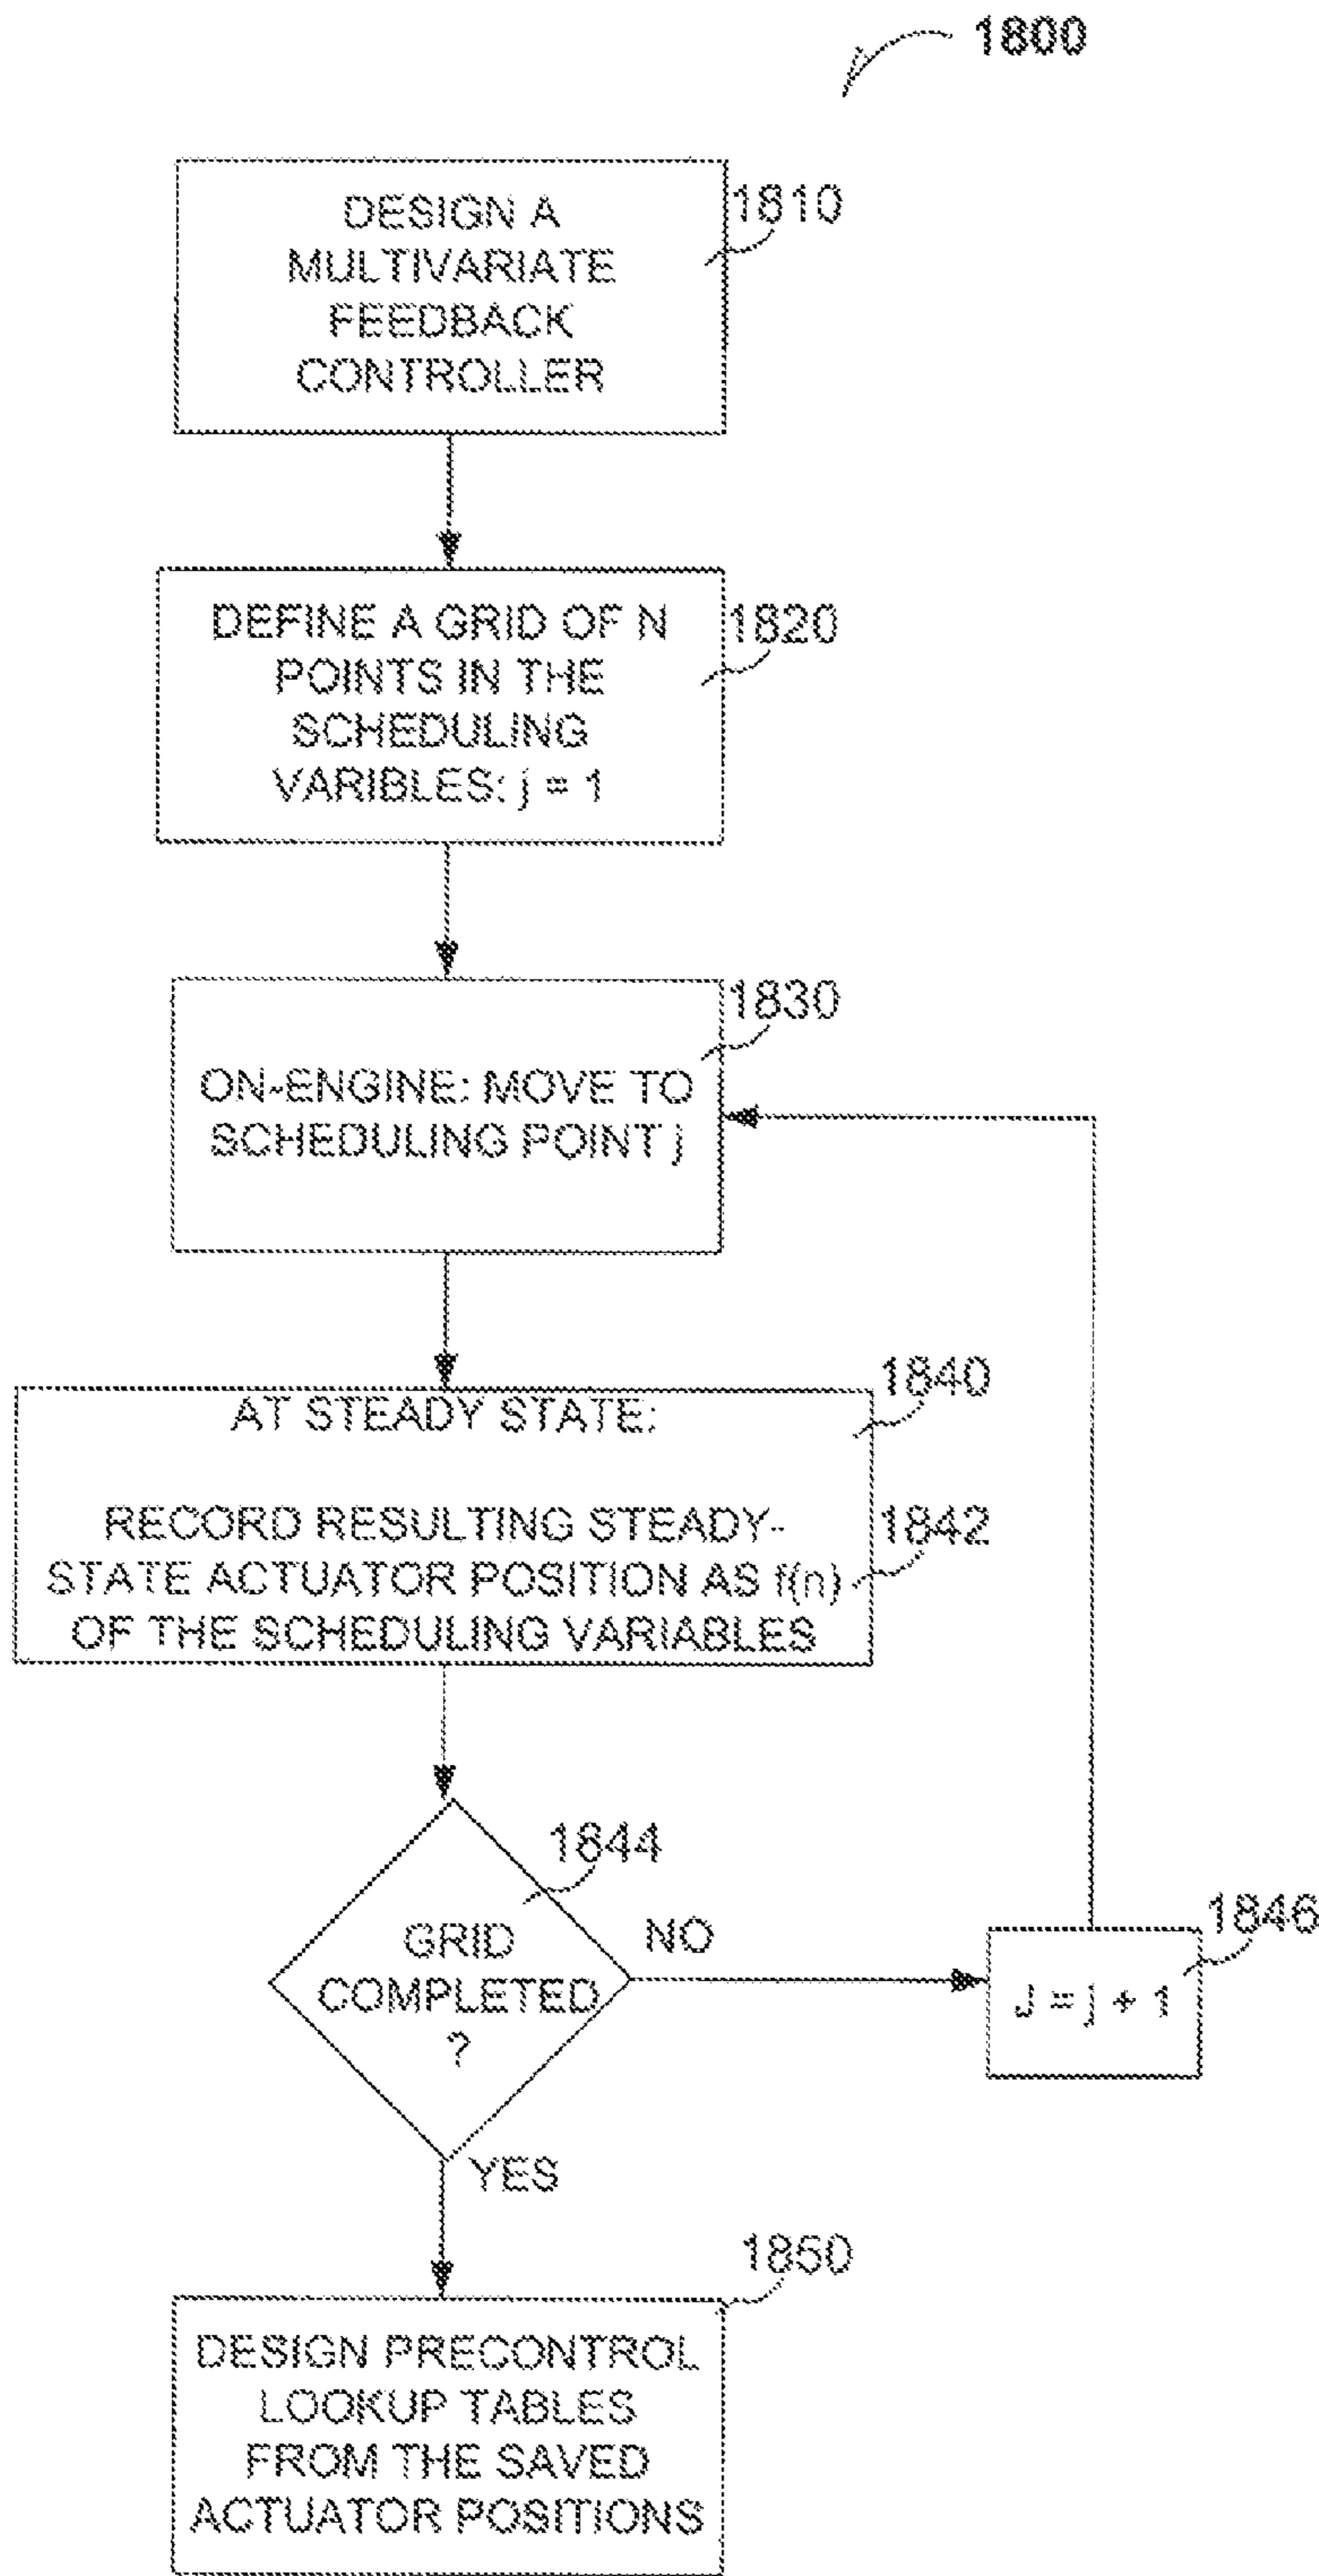 1800
DESIGN A
MULTIVARIATE
FEEDBACK
CONTROLLER
1810
DEFINE A GRID OF N
POINTS IN THE
SCHEDULING
VARIBLES: j = 1
1820
ON-ENGINE: MOVE TO
SCHEDULING POINT j
1830
AT STEADY STATE:
1840
RECORD RESULTING STEADY-
STATE ACTUATOR POSITION AS f(n)
OF THE SCHEDULING VARIABLES
1842
1844
GRID
COMPLETED
?
NO
J = j + 1
1846
YES
1850
DESIGN PRECONTROL
LOOKUP TABLES
FROM THE SAVED
ACTUATOR POSITIONS